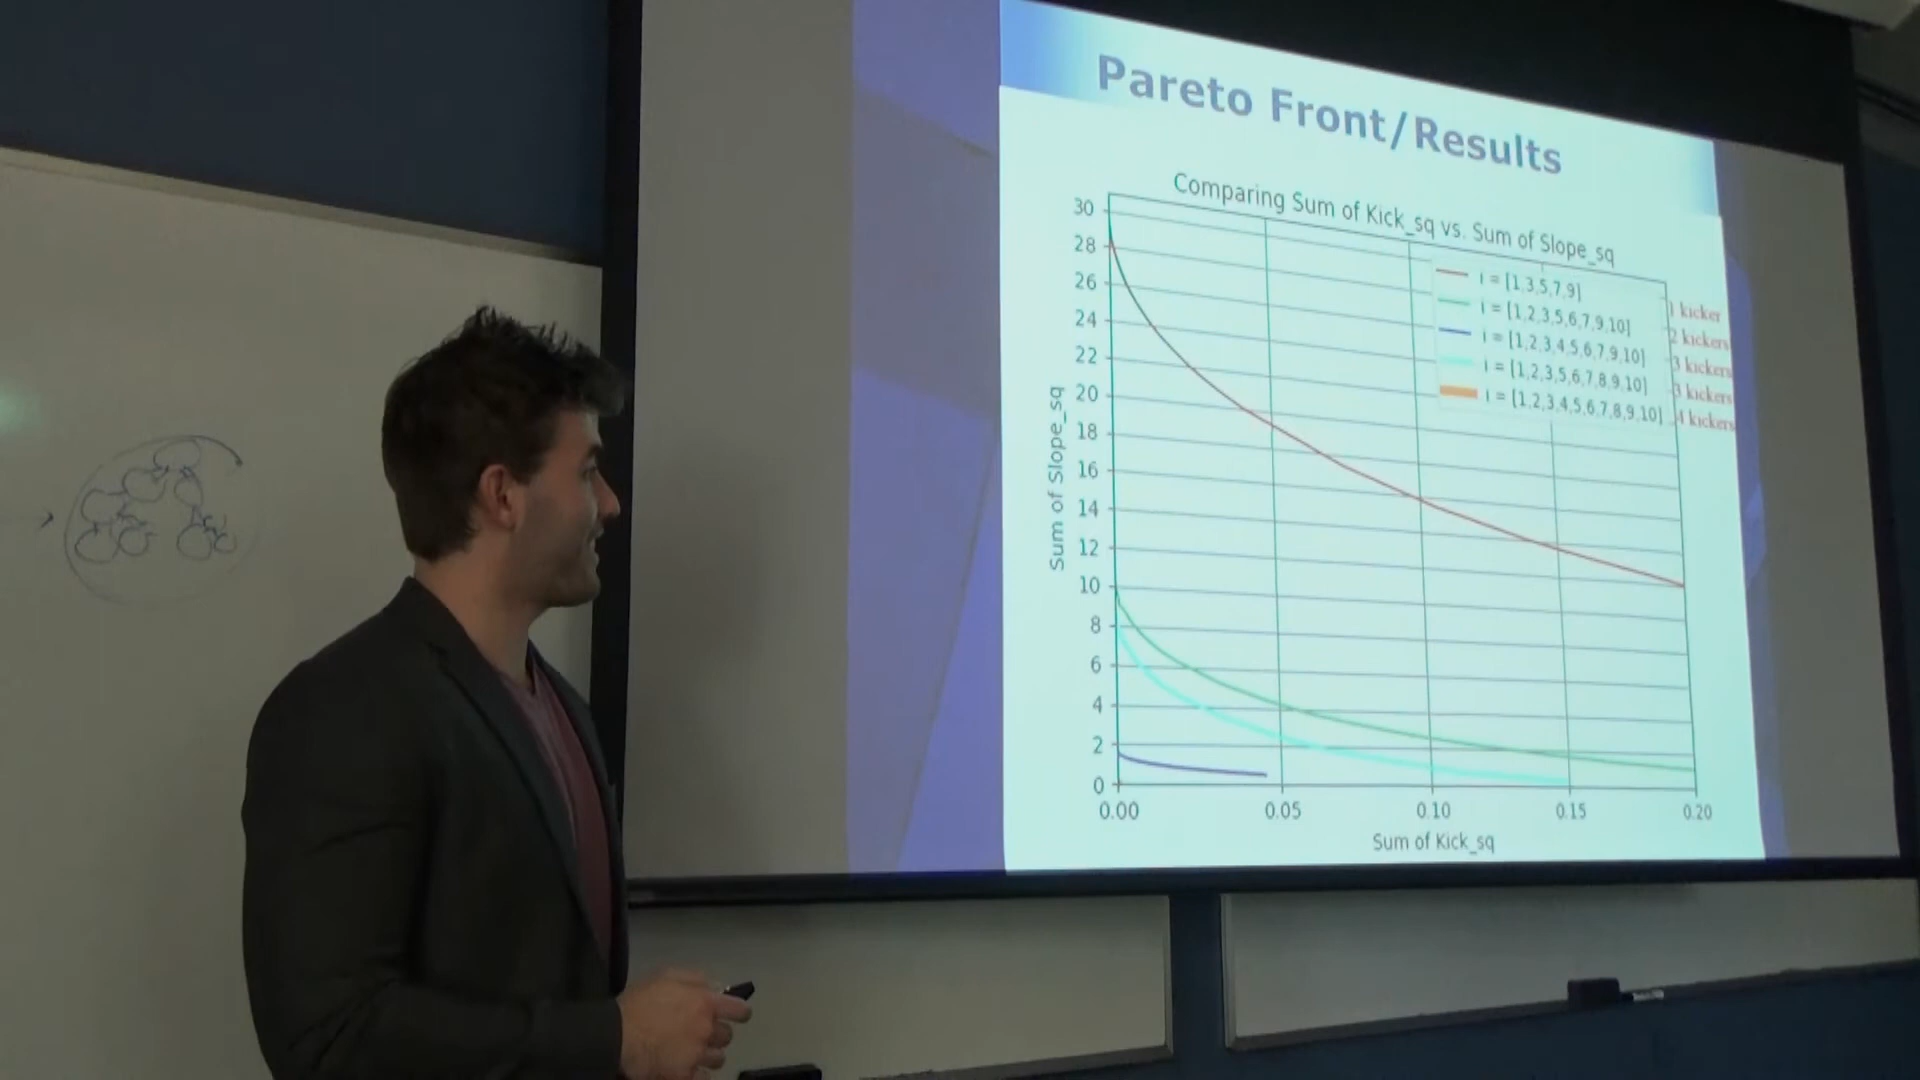 Pareto Front/Results
Comparing Sum of Kick_sq vs. Sum of Slope_sq
30
28
26
24
22
20
18
16
14
12
10
8
6
4
2
0
Sum of Slope_sq
i = [1,3,5,7,9] 1 kicker
i = [1,2,3,5,6,7,9,10] 2 kickers
i = [1,2,3,4,5,6,7,9,10] 3 kickers
i = [1,2,3,5,6,7,8,9,10] 3 kickers
i = [1,2,3,4,5,6,7,8,9,10] 4 kickers
0.00 0.05 0.10 0.15 0.20
Sum of Kick_sq